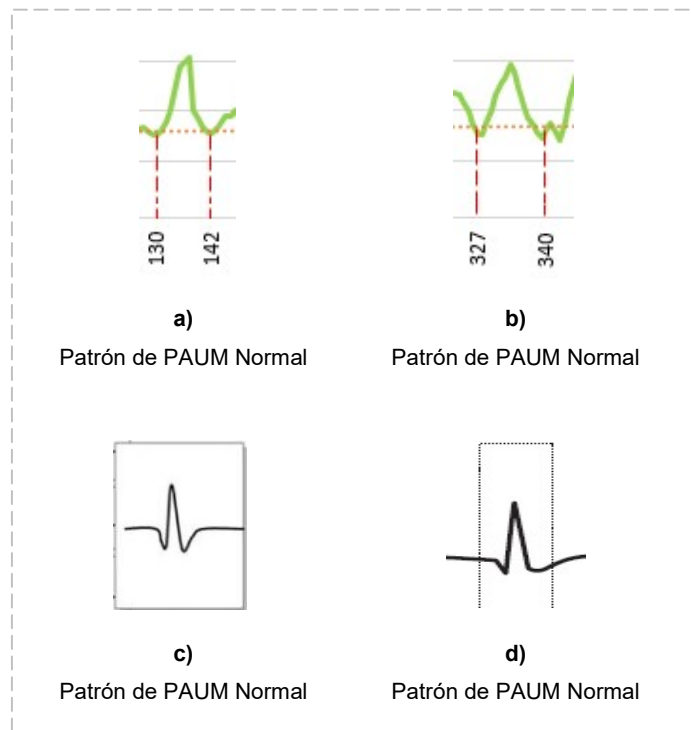 130 142
327 340
a)
b)
Patrón de PAUM Normal
Patrón de PAUM Normal
c)
d)
Patrón de PAUM Normal
Patrón de PAUM Normal